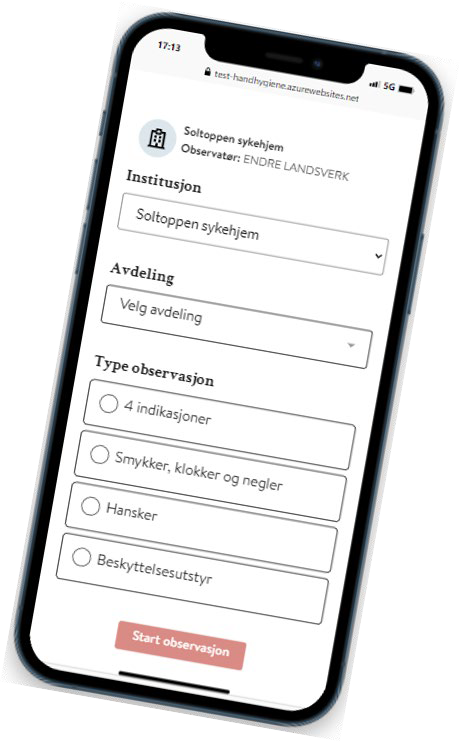 17:13
5G
test-handhygiene.azurewebsites.net
Soltoppen sykehjem
Observatør: ENDRE LANDSVERK
Institusjon
Soltoppen sykehjem
Avdeling
Velg avdeling
Type observasjon
4 indikasjoner
Smykker, klokker og negler
Hansker
Beskyttelsesutstyr
Start observasjon